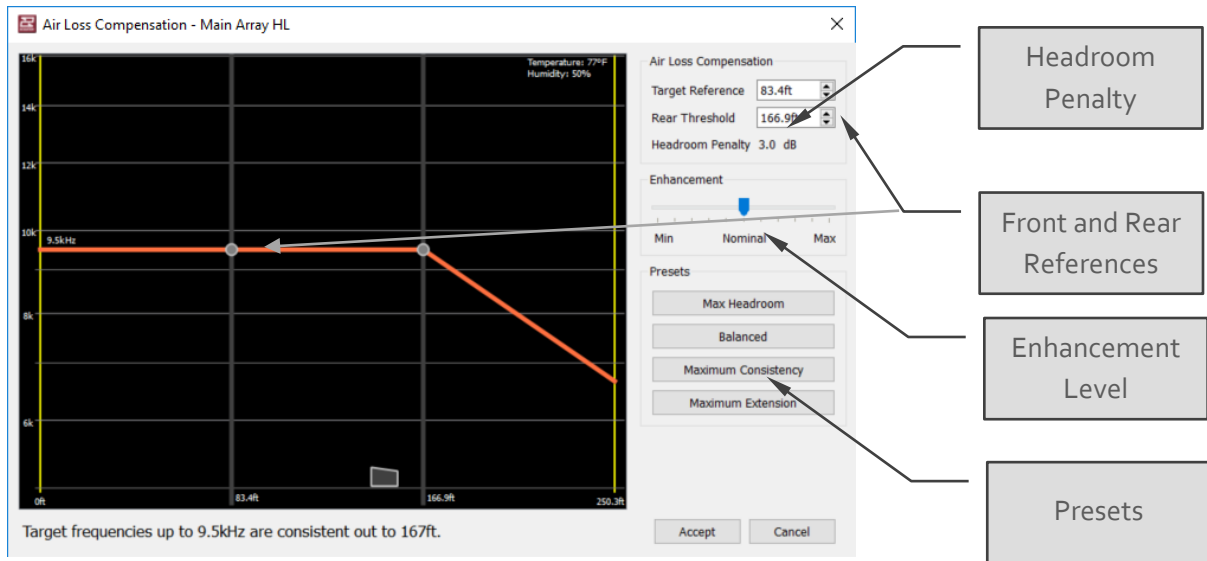 Air Loss Compensation - Main Array HL
16k
14k
12k
10k
8k
6k
Temperature: 77°F
Humidity: 50%
9.5kHz
0ft
83.4ft
166.9ft
250.3ft
Target frequencies up to 9.5kHz are consistent out to 167ft.
Air Loss Compensation
Target Reference 83.4ft
Rear Threshold 166.9ft
Headroom Penalty 3.0 dB
Enhancement
Min Nominal Max
Presets
Max Headroom
Balanced
Maximum Consistency
Maximum Extension
Accept Cancel
Headroom
Penalty
Front and Rear
References
Enhancement
Level
Presets